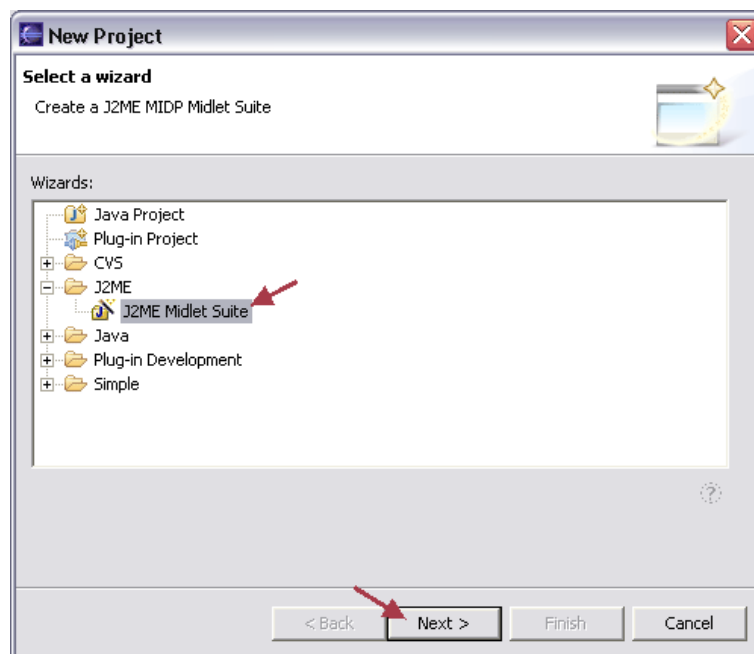 New Project
Select a wizard
Create a J2ME MIDP Midlet Suite
Wizards:
Java Project
Plug-in Project
CVS
J2ME
J2ME Midlet Suite
Java
Plug-in Development
Simple
?
< Back Next > Finish Cancel